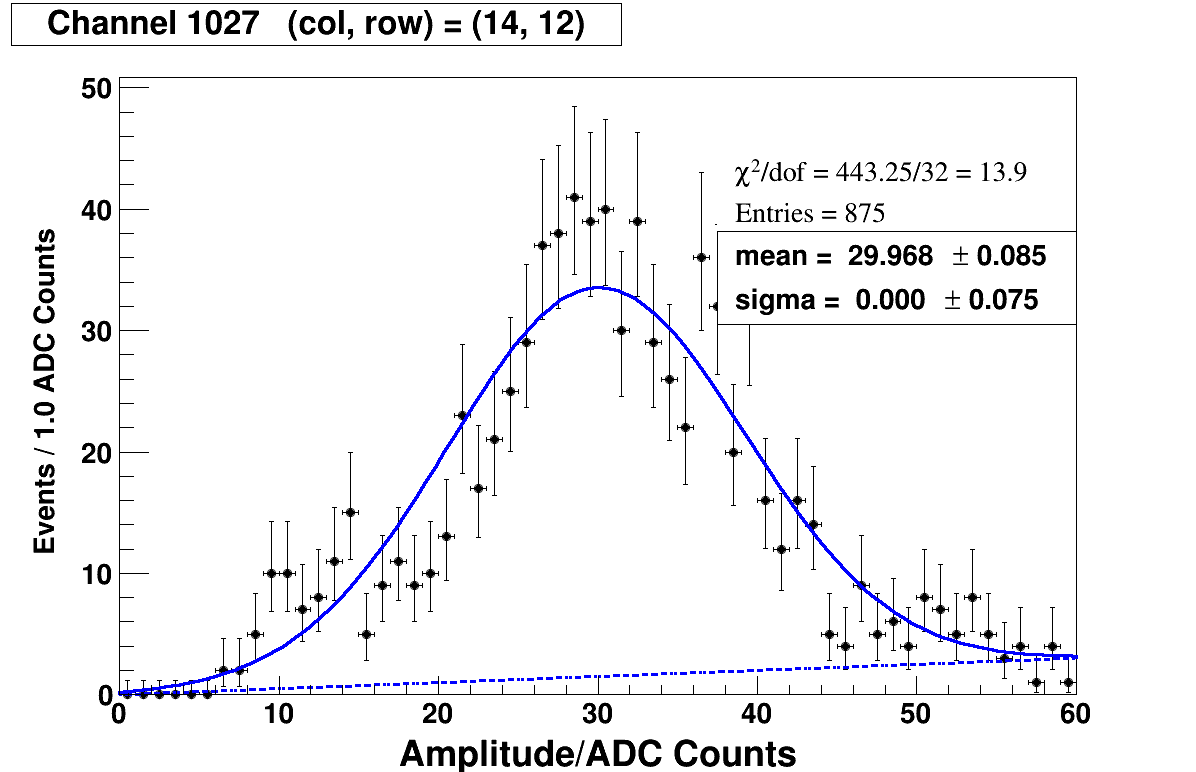 Channel 1027 (col, row) = (14, 12)
50
40
30
20
10
0
Events / 1.0 ADC Counts
χ²/dof = 443.25/32 = 13.9
Entries = 875
mean = 29.968 ± 0.085
sigma = 0.000 ± 0.075
0 10 20 30 40 50 60
Amplitude/ADC Counts